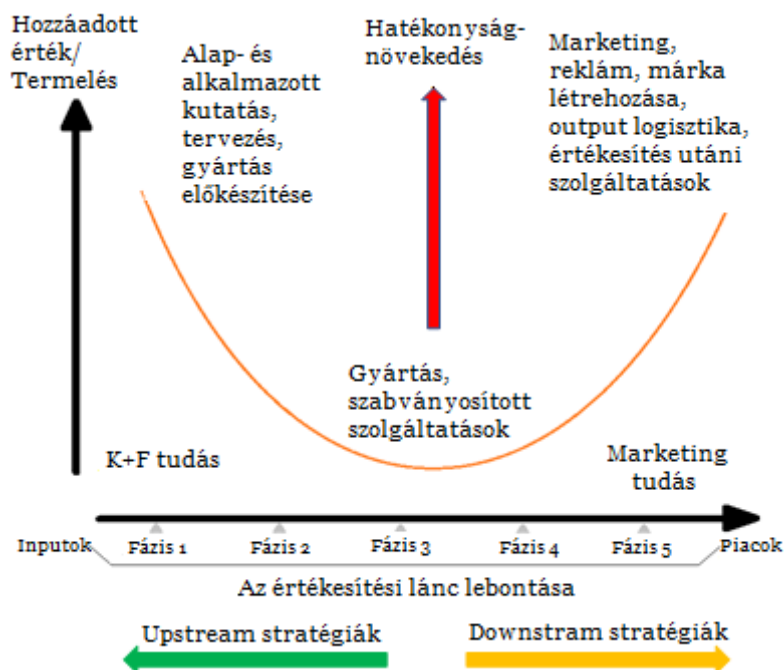 Hozzáadott
érték/
Termelés
Alap- és
alkalmazott
kutatás,
tervezés,
gyártás
előkészítése
Hatékonyság-
növekedés
Marketing,
reklám, márka
létrehozása,
output logisztika,
értékesítés utáni
szolgáltatások
Gyártás,
szabványosított
szolgáltatások
K+F tudás
Marketing
tudás
Inputok
Fázis 1
Fázis 2
Fázis 3
Fázis 4
Fázis 5
Piacok
Az értékesítési lánc lebontása
Upstream stratégiák
Downstram stratégiák